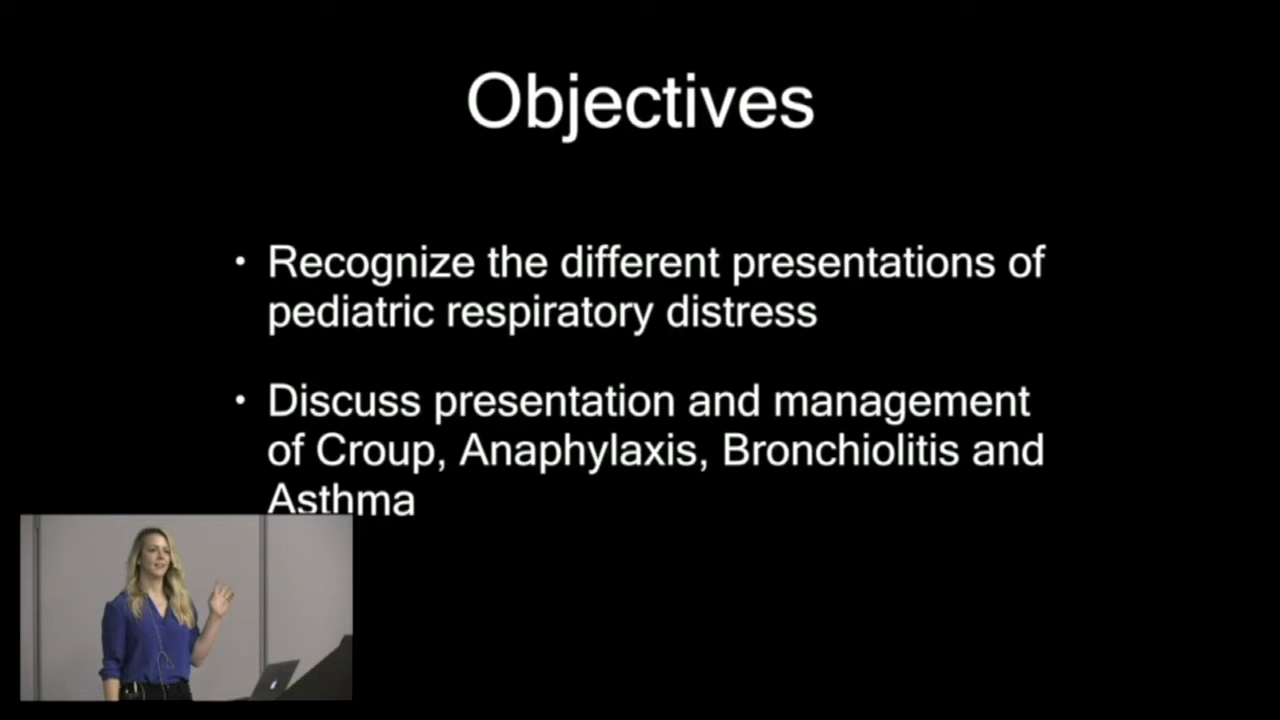 Objectives
• Recognize the different presentations of
pediatric respiratory distress
• Discuss presentation and management
of Croup, Anaphylaxis, Bronchiolitis and
Asthma